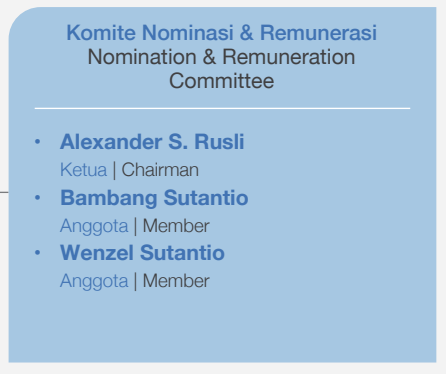 Komite Nominasi & Remunerasi
Nomination & Remuneration
Committee
• Alexander S. Rusli
Ketua | Chairman
• Bambang Sutantio
Anggota | Member
• Wenzel Sutantio
Anggota | Member